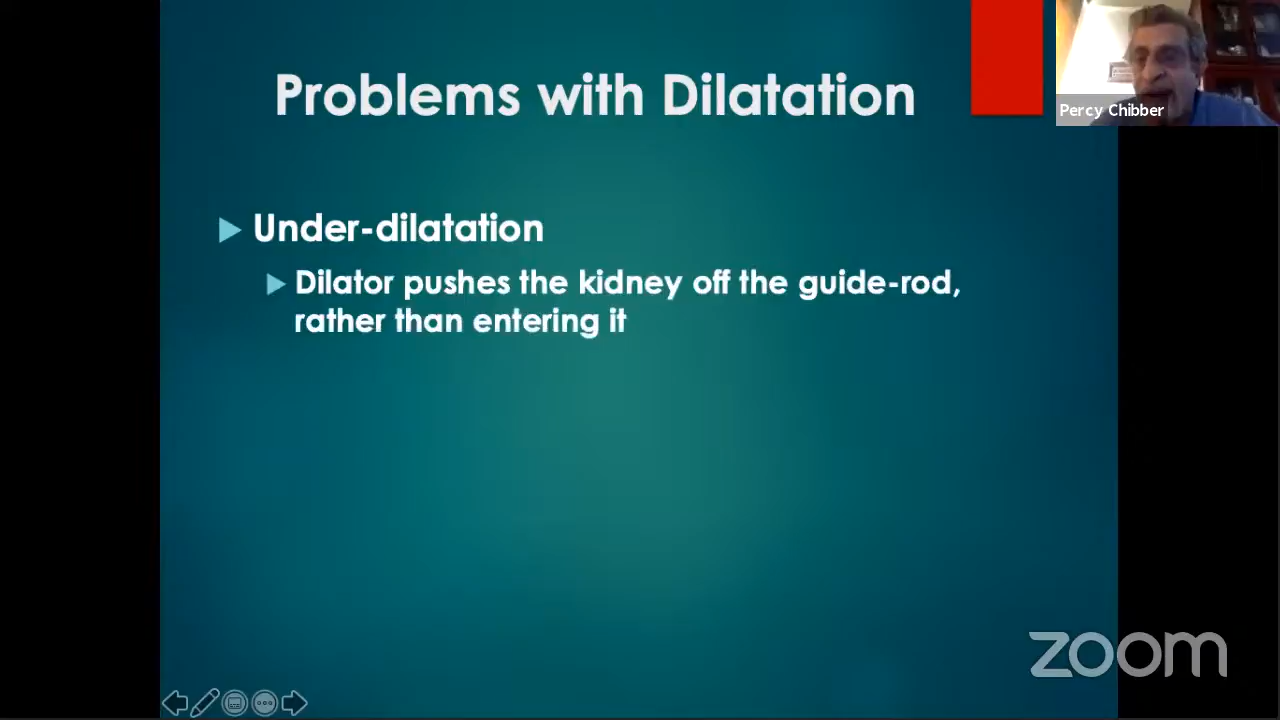 Problems with Dilatation
Percy Chibber
Under-dilatation
Dilator pushes the kidney off the guide-rod,
rather than entering it
zoom